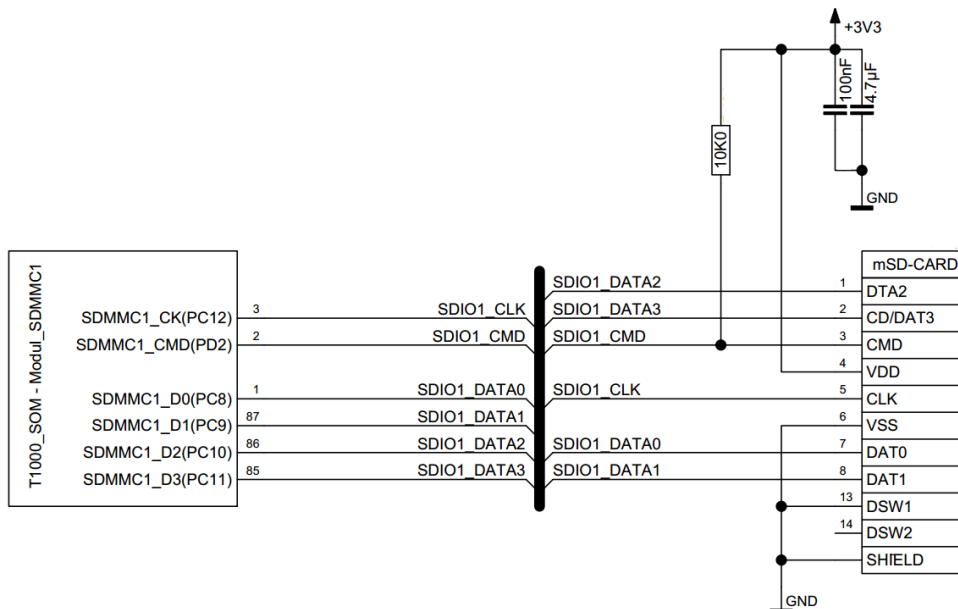 +3V3
100nF
4.7µF
10K0
GND
T1000_SOM - Modul_SDMMC1
SDMMC1_CK(PC12) 3 SDIO1_CLK
SDMMC1_CMD(PD2) 2 SDIO1_CMD
SDMMC1_D0(PC8) 1 SDIO1_DATA0
SDMMC1_D1(PC9) 87 SDIO1_DATA1
SDMMC1_D2(PC10) 86 SDIO1_DATA2
SDMMC1_D3(PC11) 85 SDIO1_DATA3
mSD-CARD
SDIO1_DATA2 1 DTA2
SDIO1_DATA3 2 CD/DAT3
SDIO1_CMD 3 CMD
4 VDD
SDIO1_CLK 5 CLK
6 VSS
SDIO1_DATA0 7 DAT0
SDIO1_DATA1 8 DAT1
13 DSW1
14 DSW2
SHIELD
GND